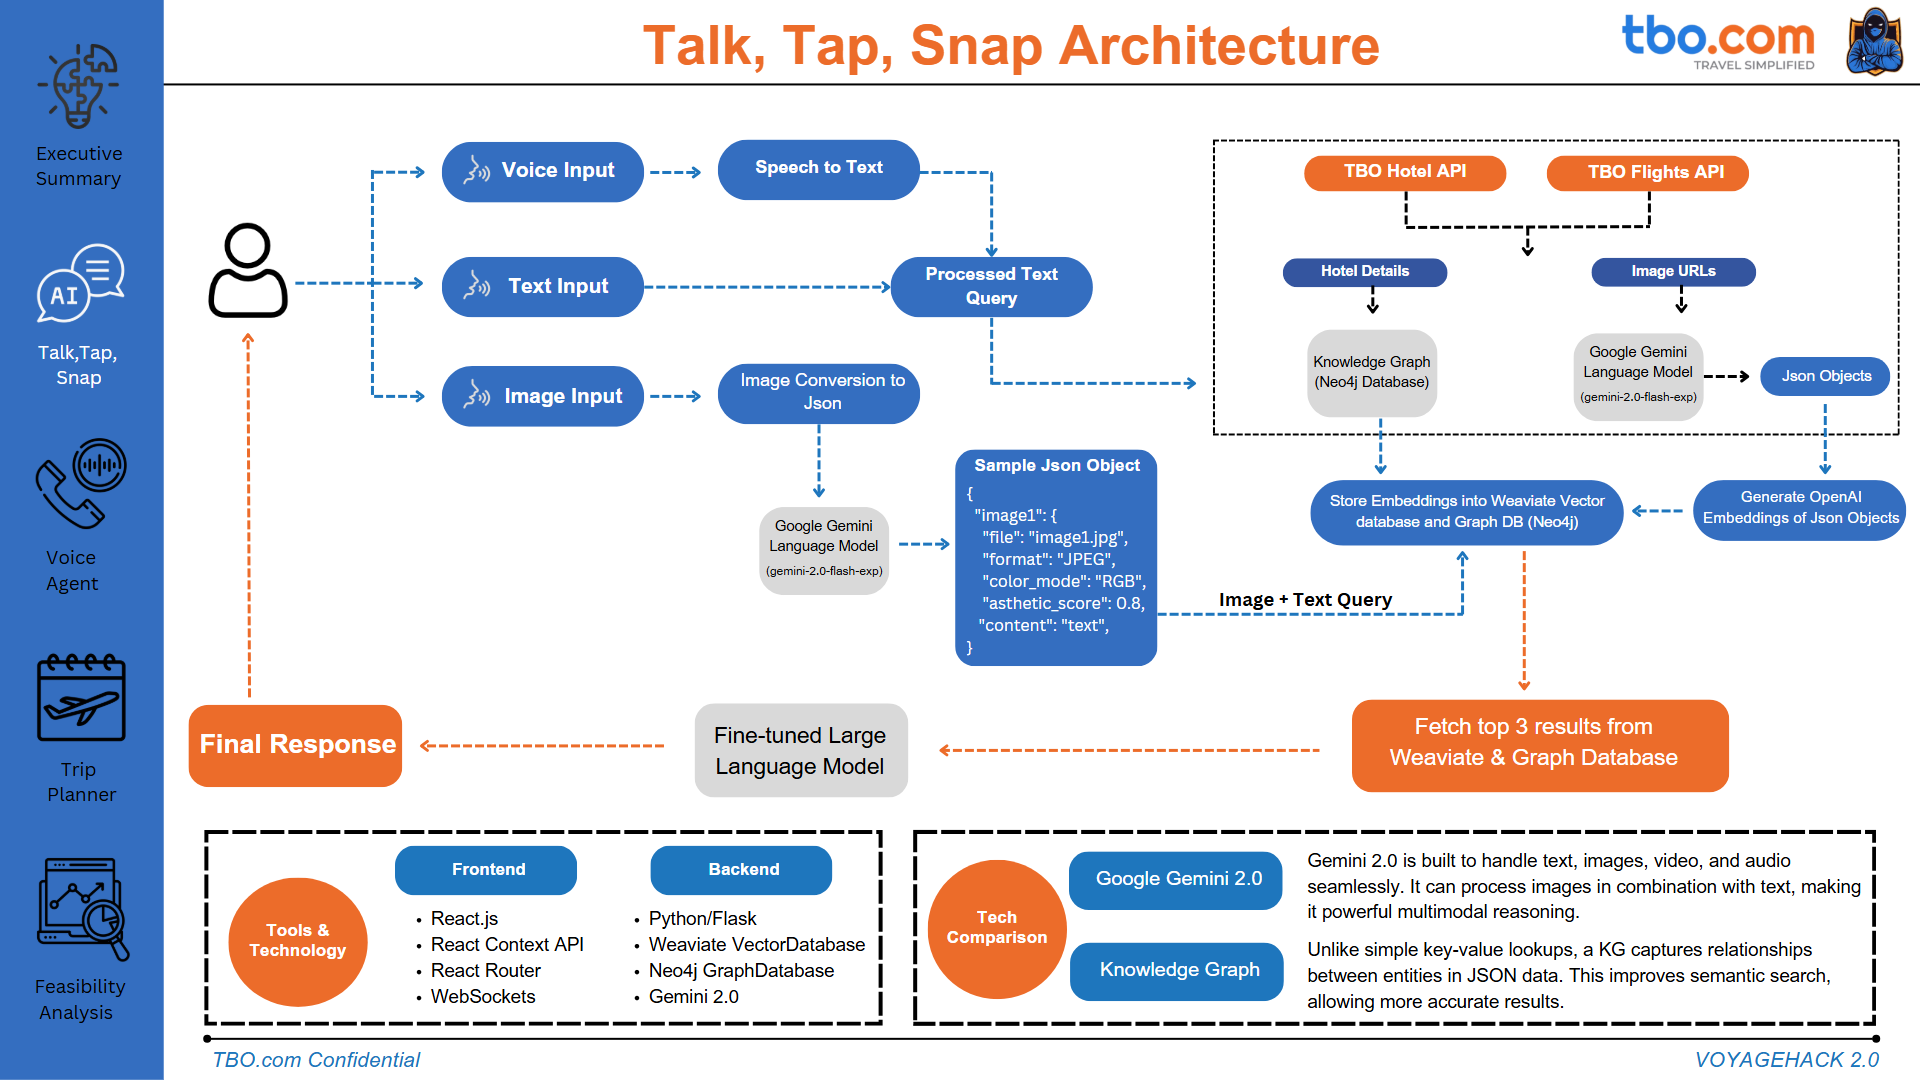 Talk, Tap, Snap Architecture
tbo.com
TRAVEL SIMPLIFIED
Executive
Summary
Talk,Tap,
Snap
AI
Voice
Agent
Trip
Planner
Feasibility
Analysis
Voice Input
Speech to Text
Text Input
Processed Text
Query
Image Input
Image Conversion to
Json
Google Gemini
Language Model
(gemini-2.0-flash-exp)
Sample Json Object
{
"image1": {
"file": "image1.jpg",
"format": "JPEG",
"color_mode": "RGB",
"asthetic_score": 0.8,
"content": "text",
}
Image + Text Query
TBO Hotel API
TBO Flights API
Hotel Details
Image URLs
Knowledge Graph
(Neo4j Database)
Google Gemini
Language Model
(gemini-2.0-flash-exp)
Json Objects
Store Embeddings into Weaviate Vector
database and Graph DB (Neo4j)
Generate OpenAI
Embeddings of Json Objects
Fetch top 3 results from
Weaviate & Graph Database
Fine-tuned Large
Language Model
Final Response
Tools &
Technology
Frontend
• React.js
• React Context API
• React Router
• WebSockets
Backend
• Python/Flask
• Weaviate VectorDatabase
• Neo4j GraphDatabase
• Gemini 2.0
Tech
Comparison
Google Gemini 2.0
Gemini 2.0 is built to handle text, images, video, and audio
seamlessly. It can process images in combination with text, making
it powerful multimodal reasoning.
Knowledge Graph
Unlike simple key-value lookups, a KG captures relationships
between entities in JSON data. This improves semantic search,
allowing more accurate results.
TBO.com Confidential
VOYAGEHACK 2.0